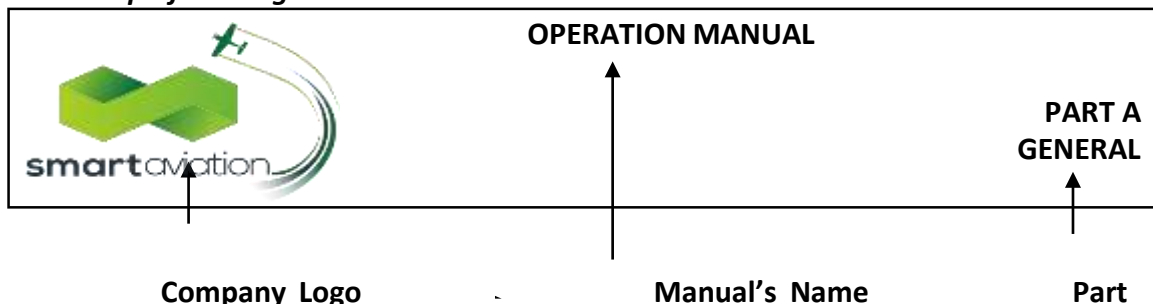 OPERATION MANUAL
PART A
GENERAL
smartaviation
Company Logo
Manual's Name
Part